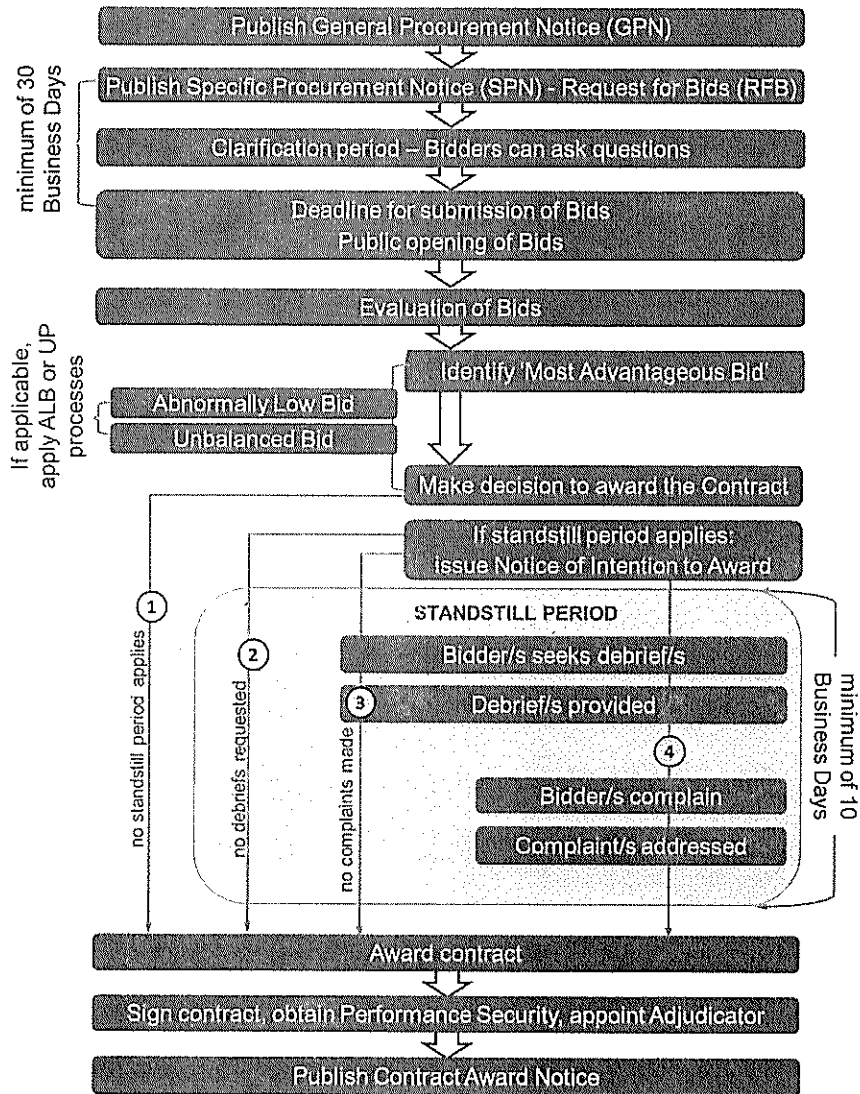 Publish General Procurement Notice (GPN)
minimum of 30
Business Days
Publish Specific Procurement Notice (SPN) - Request for Bids (RFB)
Clarification period – Bidders can ask questions
Deadline for submission of Bids
Public opening of Bids
Evaluation of Bids
If applicable,
apply ALB or UP
processes
Identify 'Most Advantageous Bid'
Abnormally Low Bid
Unbalanced Bid
Make decision to award the Contract
If standstill period applies:
issue Notice of Intention to Award
1
no standstill period applies
2
no debriefs requested
STANDSTILL PERIOD
Bidder/s seeks debrief/s
3
no complaints made
Debrief/s provided
4
Bidder/s complain
Complaint/s addressed
minimum of 10
Business Days
Award contract
Sign contract, obtain Performance Security, appoint Adjudicator
Publish Contract Award Notice